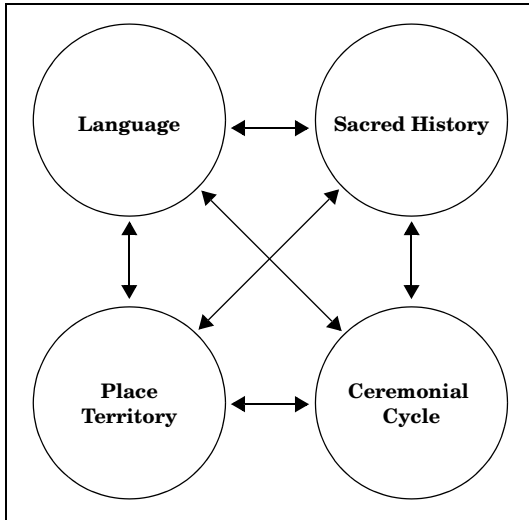 Language
Sacred History
Place
Territory
Ceremonial
Cycle